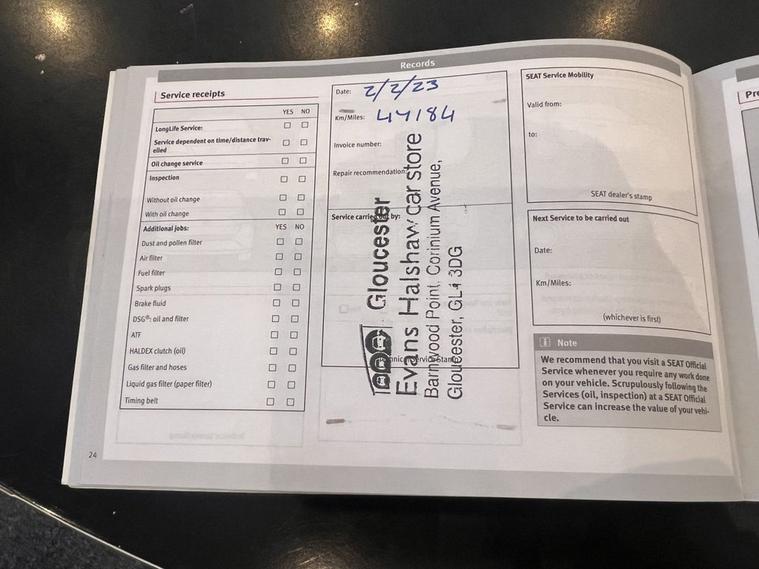 Records
Service receipts
YES NO
LongLife Service:
Service dependent on time/distance trav-
elled
Oil change service
Inspection
Without oil change
With oil change
Additional jobs: YES NO
Dust and pollen filter
Air filter
Fuel filter
Spark plugs
Brake fluid
DSG®: oil and filter
ATF
HALDEX clutch (oil)
Gas filter and hoses
Liquid gas filter (paper filter)
Timing belt
24
Date: 2/2/23
Km/Miles: 44184
Invoice number:
Repair recommendation
Service carried out by:
Gloucester
Evans Halshaw car store
Barnwood Point, Corinium Avenue,
Gloucester, GL4 3DG
SEAT Service Mobility
Valid from:
to:
SEAT dealer's stamp
Next Service to be carried out
Date:
Km/Miles:
(whichever is first)
Note
We recommend that you visit a SEAT Official
Service whenever you require any work done
on your vehicle. Scrupulously following the
Services (oil, inspection) at a SEAT Official
Service can increase the value of your vehi-
cle.
Pre